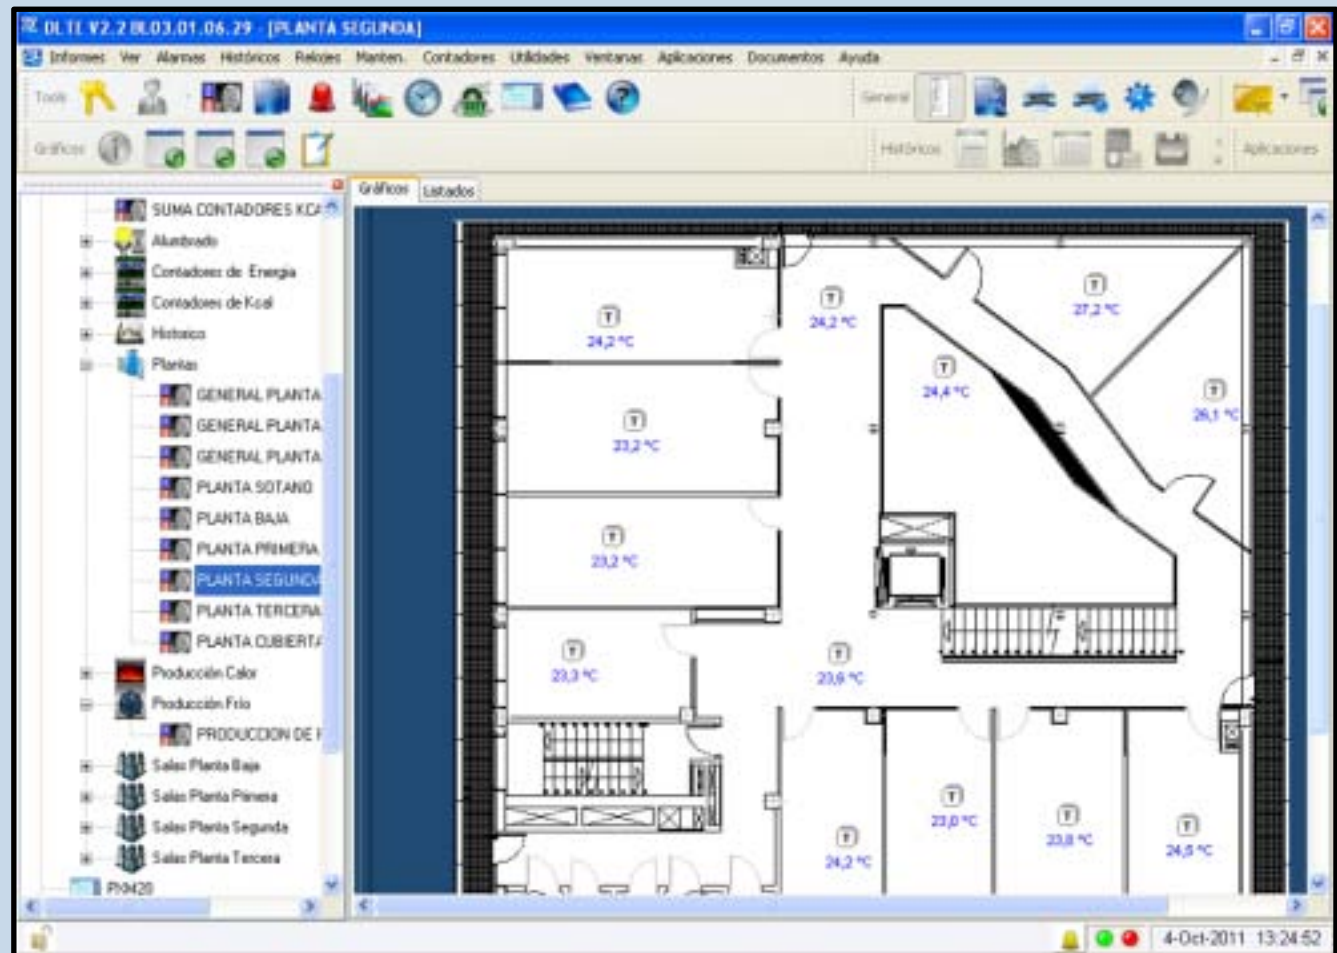 DLTE V2.2 BL03.01.06.29 - [PLANTA SEGUNDA]
Informes Ver Alarmas Históricos Relojes Manten. Contadores Utilidades Ventanas Aplicaciones Documentos Ayuda
Tools General
Gráficos Históricos Aplicaciones
Gráficos Listados
SUMA CONTADORES KCA
Alumbrado
Contadores de Energia
Contadores de Kcal
Historico
Plantas
GENERAL PLANTA
GENERAL PLANTA
GENERAL PLANTA
PLANTA SOTANO
PLANTA BAJA
PLANTA PRIMERA
PLANTA SEGUNDA
PLANTA TERCERA
PLANTA CUBIERTA
Producción Calor
Producción Frío
PRODUCCION DE F
Salas Planta Baja
Salas Planta Primera
Salas Planta Segunda
Salas Planta Tercera
PXM20
T
27,2 ºC
T
24,2 ºC
T
24,2 ºC
T
24,4 ºC
T
26,1 ºC
T
23,2 ºC
T
23,2 ºC
T
23,3 ºC
T
23,6 ºC
T
23,0 ºC
T
23,8 ºC
T
T
24,2 ºC
4-Oct-2011 13:24:52